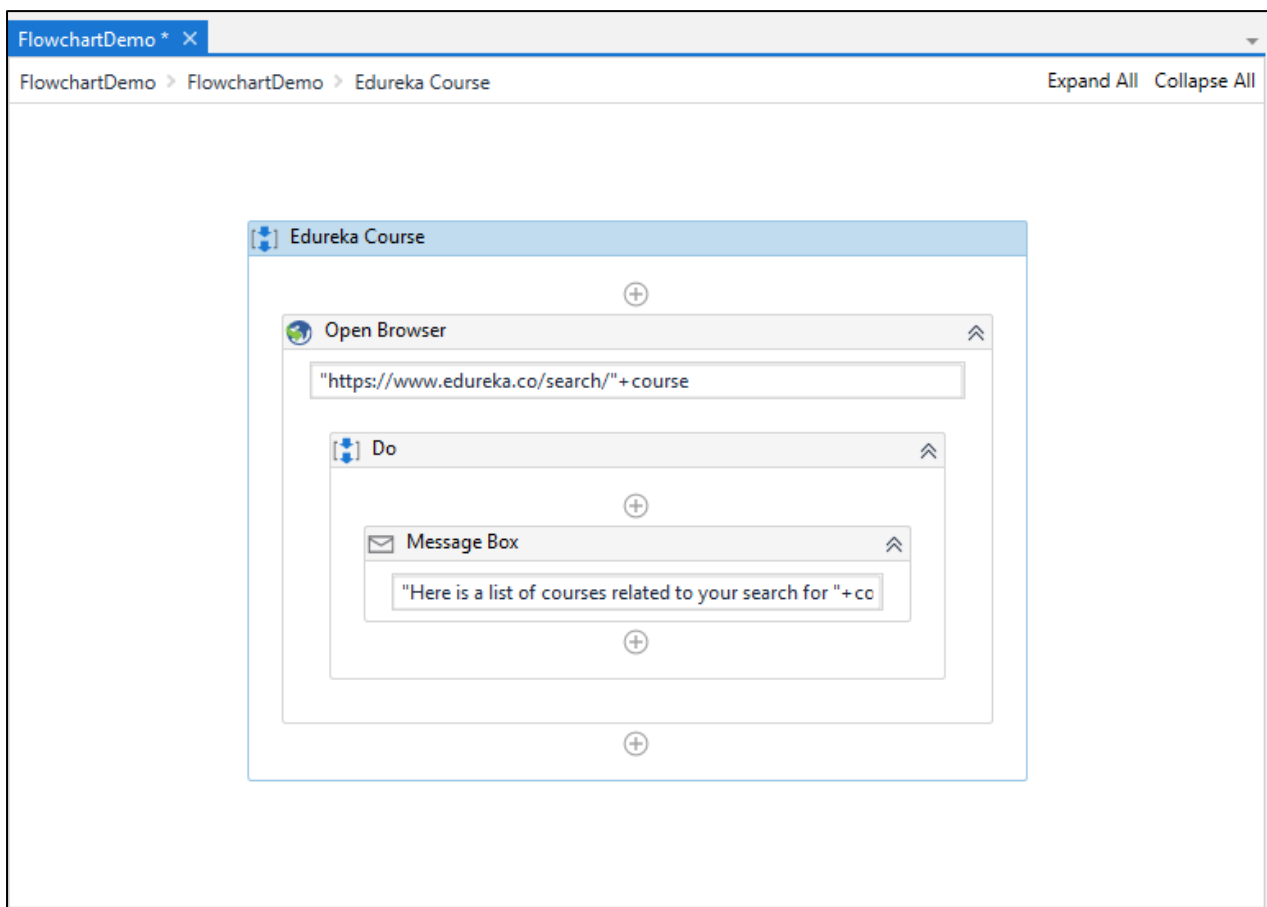 FlowchartDemo *
FlowchartDemo > FlowchartDemo > Edureka Course Expand All Collapse All
Edureka Course
Open Browser
"https://www.edureka.co/search/"+course
Do
Message Box
"Here is a list of courses related to your search for "+co